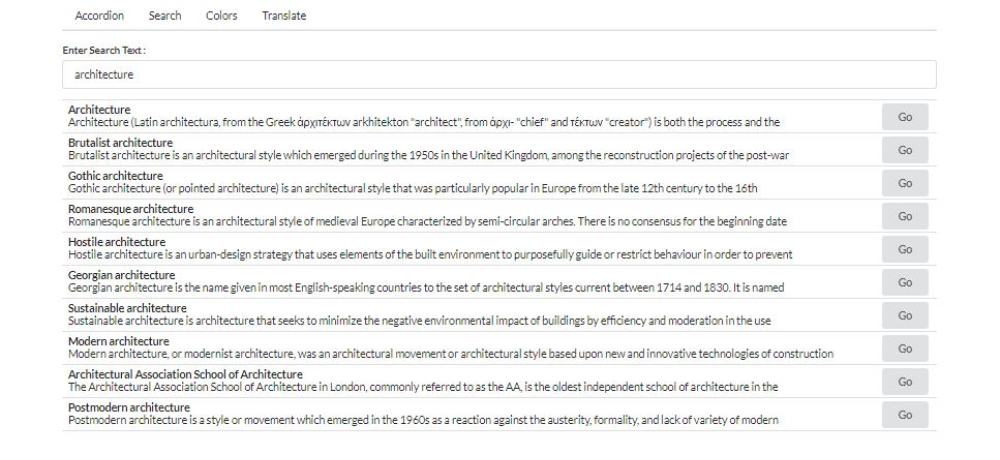 Accordion Search Colors Translate
Enter Search Text :
architecture
Architecture
Architecture (Latin architectura, from the Greek ἀρχιτέκτων arkhitekton "architect", from ἀρχι- "chief" and τέκτων "creator") is both the process and the
Go
Brutalist architecture
Brutalist architecture is an architectural style which emerged during the 1950s in the United Kingdom, among the reconstruction projects of the post-war
Go
Gothic architecture
Gothic architecture (or pointed architecture) is an architectural style that was particularly popular in Europe from the late 12th century to the 16th
Go
Romanesque architecture
Romanesque architecture is an architectural style of medieval Europe characterized by semi-circular arches. There is no consensus for the beginning date
Go
Hostile architecture
Hostile architecture is an urban-design strategy that uses elements of the built environment to purposefully guide or restrict behaviour in order to prevent
Go
Georgian architecture
Georgian architecture is the name given in most English-speaking countries to the set of architectural styles current between 1714 and 1830. It is named
Go
Sustainable architecture
Sustainable architecture is architecture that seeks to minimize the negative environmental impact of buildings by efficiency and moderation in the use
Go
Modern architecture
Modern architecture, or modernist architecture, was an architectural movement or architectural style based upon new and innovative technologies of construction
Go
Architectural Association School of Architecture
The Architectural Association School of Architecture in London, commonly referred to as the AA, is the oldest independent school of architecture in the
Go
Postmodern architecture
Postmodern architecture is a style or movement which emerged in the 1960s as a reaction against the austerity, formality, and lack of variety of modern
Go